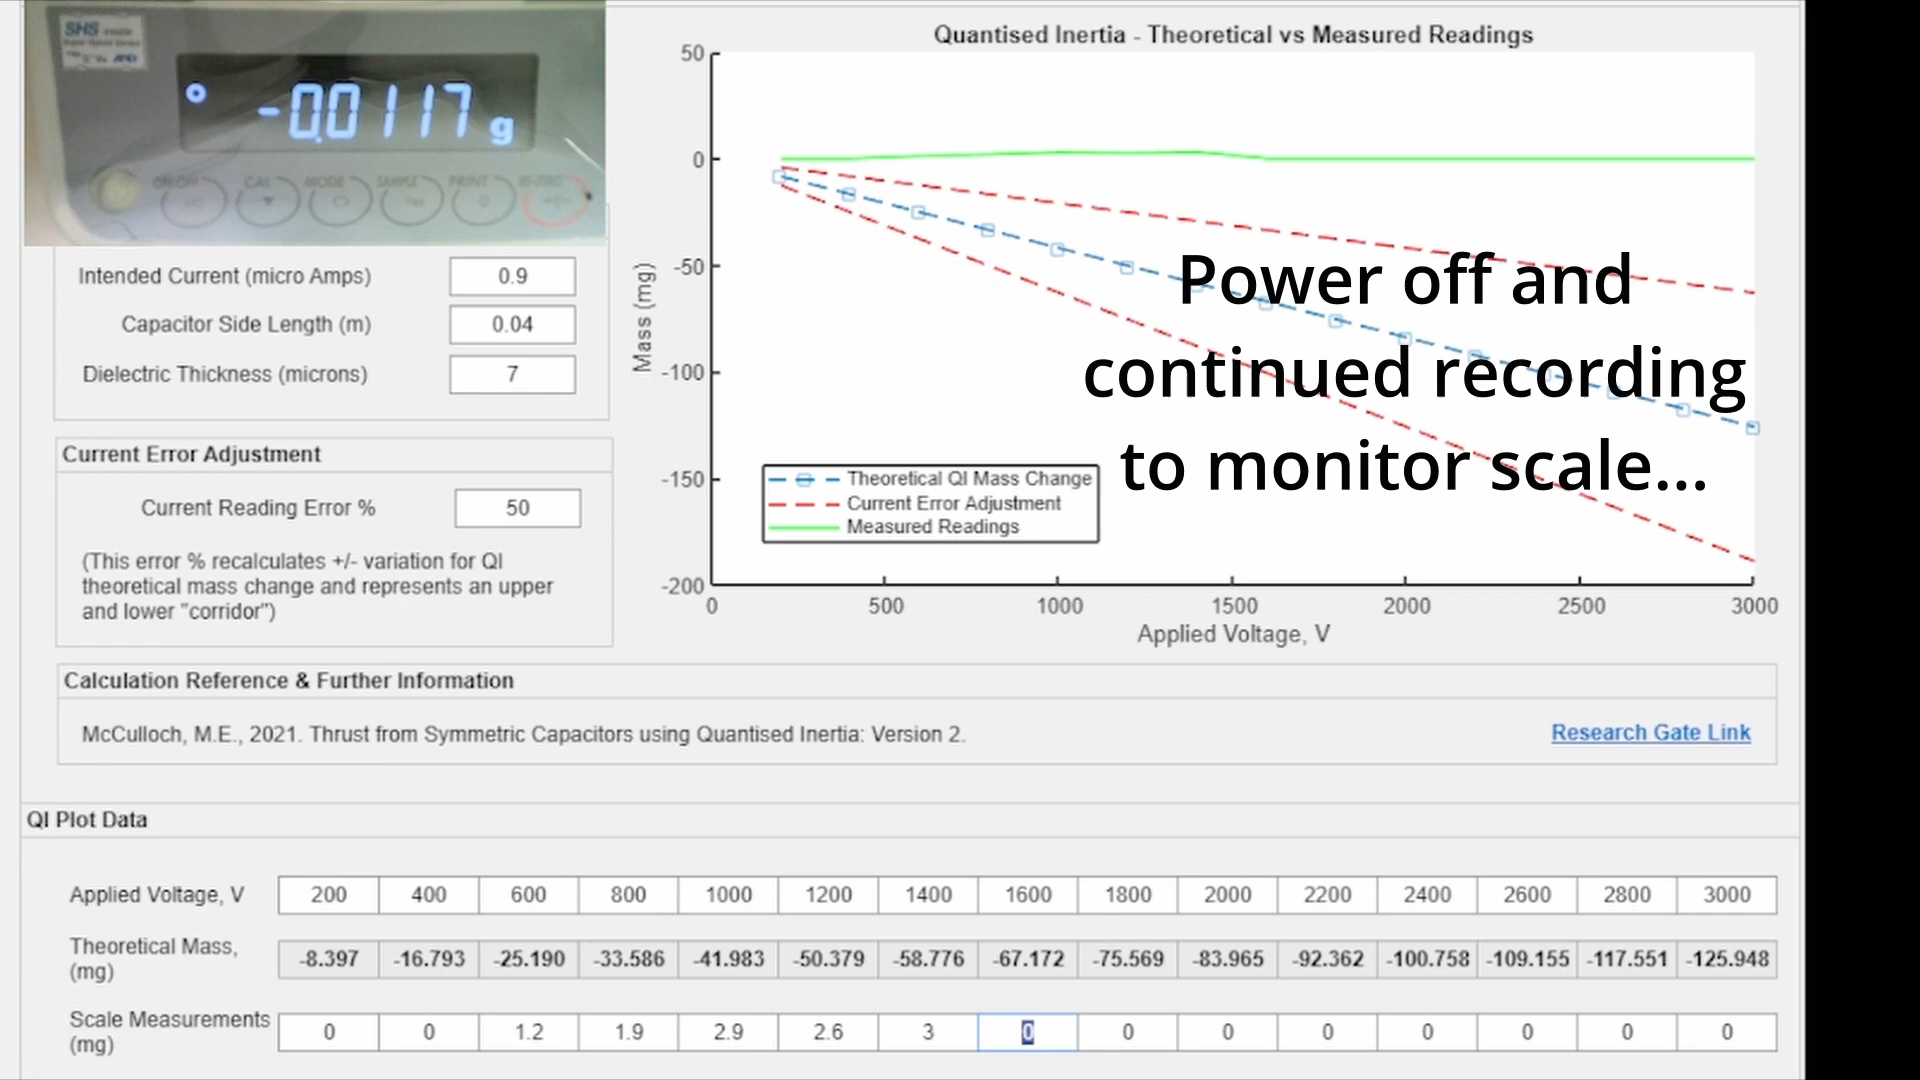 SHS
-0.0117 g
ON:OFF CAL MODE SAMPLE PRINT RE-ZERO
Intended Current (micro Amps) 0.9
Capacitor Side Length (m) 0.04
Dielectric Thickness (microns) 7
Current Error Adjustment
Current Reading Error % 50
(This error % recalculates +/- variation for QI
theoretical mass change and represents an upper
and lower "corridor")
Quantised Inertia - Theoretical vs Measured Readings
50
0
-50
-100
-150
-200
Mass (mg)
0 500 1000 1500 2000 2500 3000
Applied Voltage, V
Theoretical QI Mass Change
Current Error Adjustment
Measured Readings
Power off and
continued recording
to monitor scale...
Calculation Reference & Further Information
McCulloch, M.E., 2021. Thrust from Symmetric Capacitors using Quantised Inertia: Version 2. Research Gate Link
QI Plot Data
Applied Voltage, V 200 400 600 800 1000 1200 1400 1600 1800 2000 2200 2400 2600 2800 3000
Theoretical Mass,
(mg) -8.397 -16.793 -25.190 -33.586 -41.983 -50.379 -58.776 -67.172 -75.569 -83.965 -92.362 -100.758 -109.155 -117.551 -125.948
Scale Measurements
(mg) 0 0 1.2 1.9 2.9 2.6 3 0 0 0 0 0 0 0 0